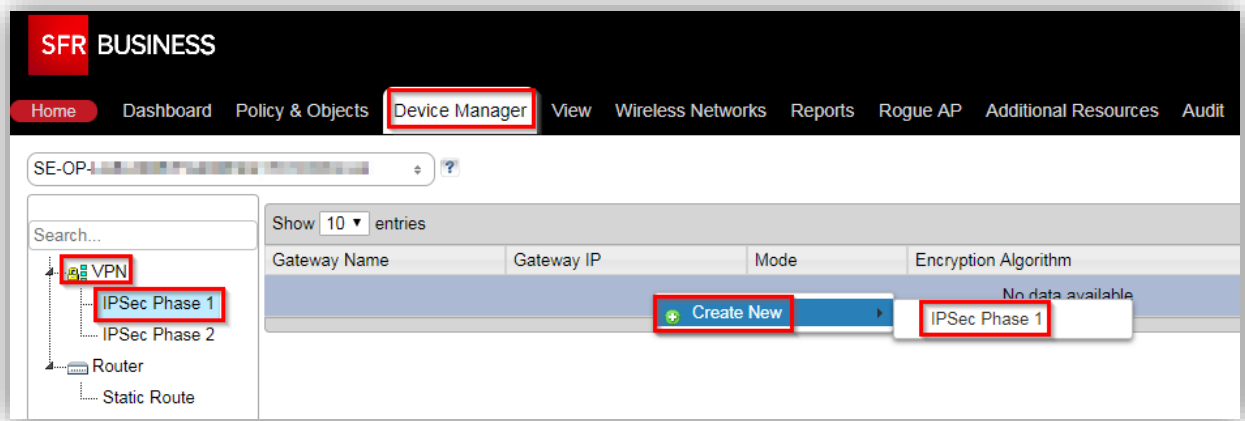 SFR BUSINESS
Home Dashboard Policy & Objects Device Manager View Wireless Networks Reports Rogue AP Additional Resources Audit
SE-OP- ?
Search...
VPN
IPSec Phase 1
IPSec Phase 2
Router
Static Route
Show 10 entries
Gateway Name Gateway IP Mode Encryption Algorithm
No data available
Create New IPSec Phase 1